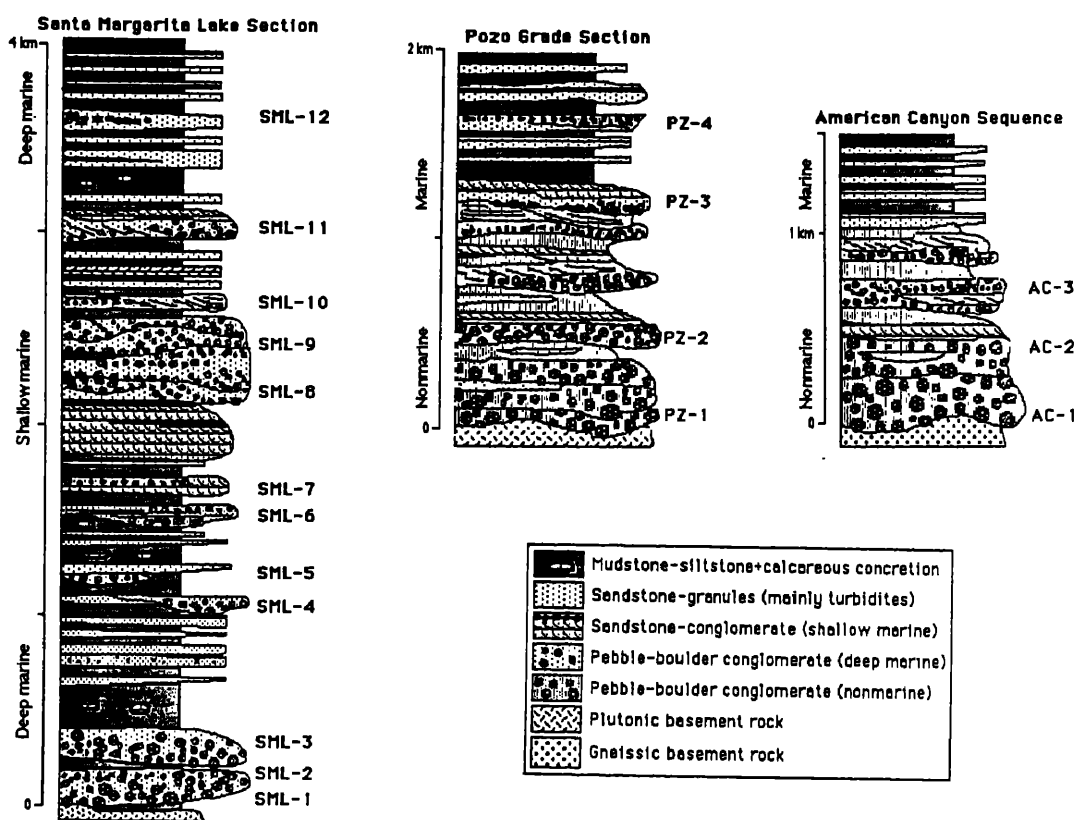 Santa Margarita Lake Section
4 km
Deep marine
SML-12
SML-11
SML-10
SML-9
SML-8
Shallow marine
SML-7
SML-6
SML-5
SML-4
Deep marine
SML-3
SML-2
SML-1
0
Pozo Grade Section
2 km
Marine
PZ-4
PZ-3
PZ-2
Nonmarine
PZ-1
0
American Canyon Sequence
Marine
1 km
AC-3
AC-2
Nonmarine
AC-1
0
Mudstone-siltstone+calcareous concretion
Sandstone-granules (mainly turbidites)
Sandstone-conglomerate (shallow marine)
Pebble-boulder conglomerate (deep marine)
Pebble-boulder conglomerate (nonmarine)
Plutonic basement rock
Gneissic basement rock